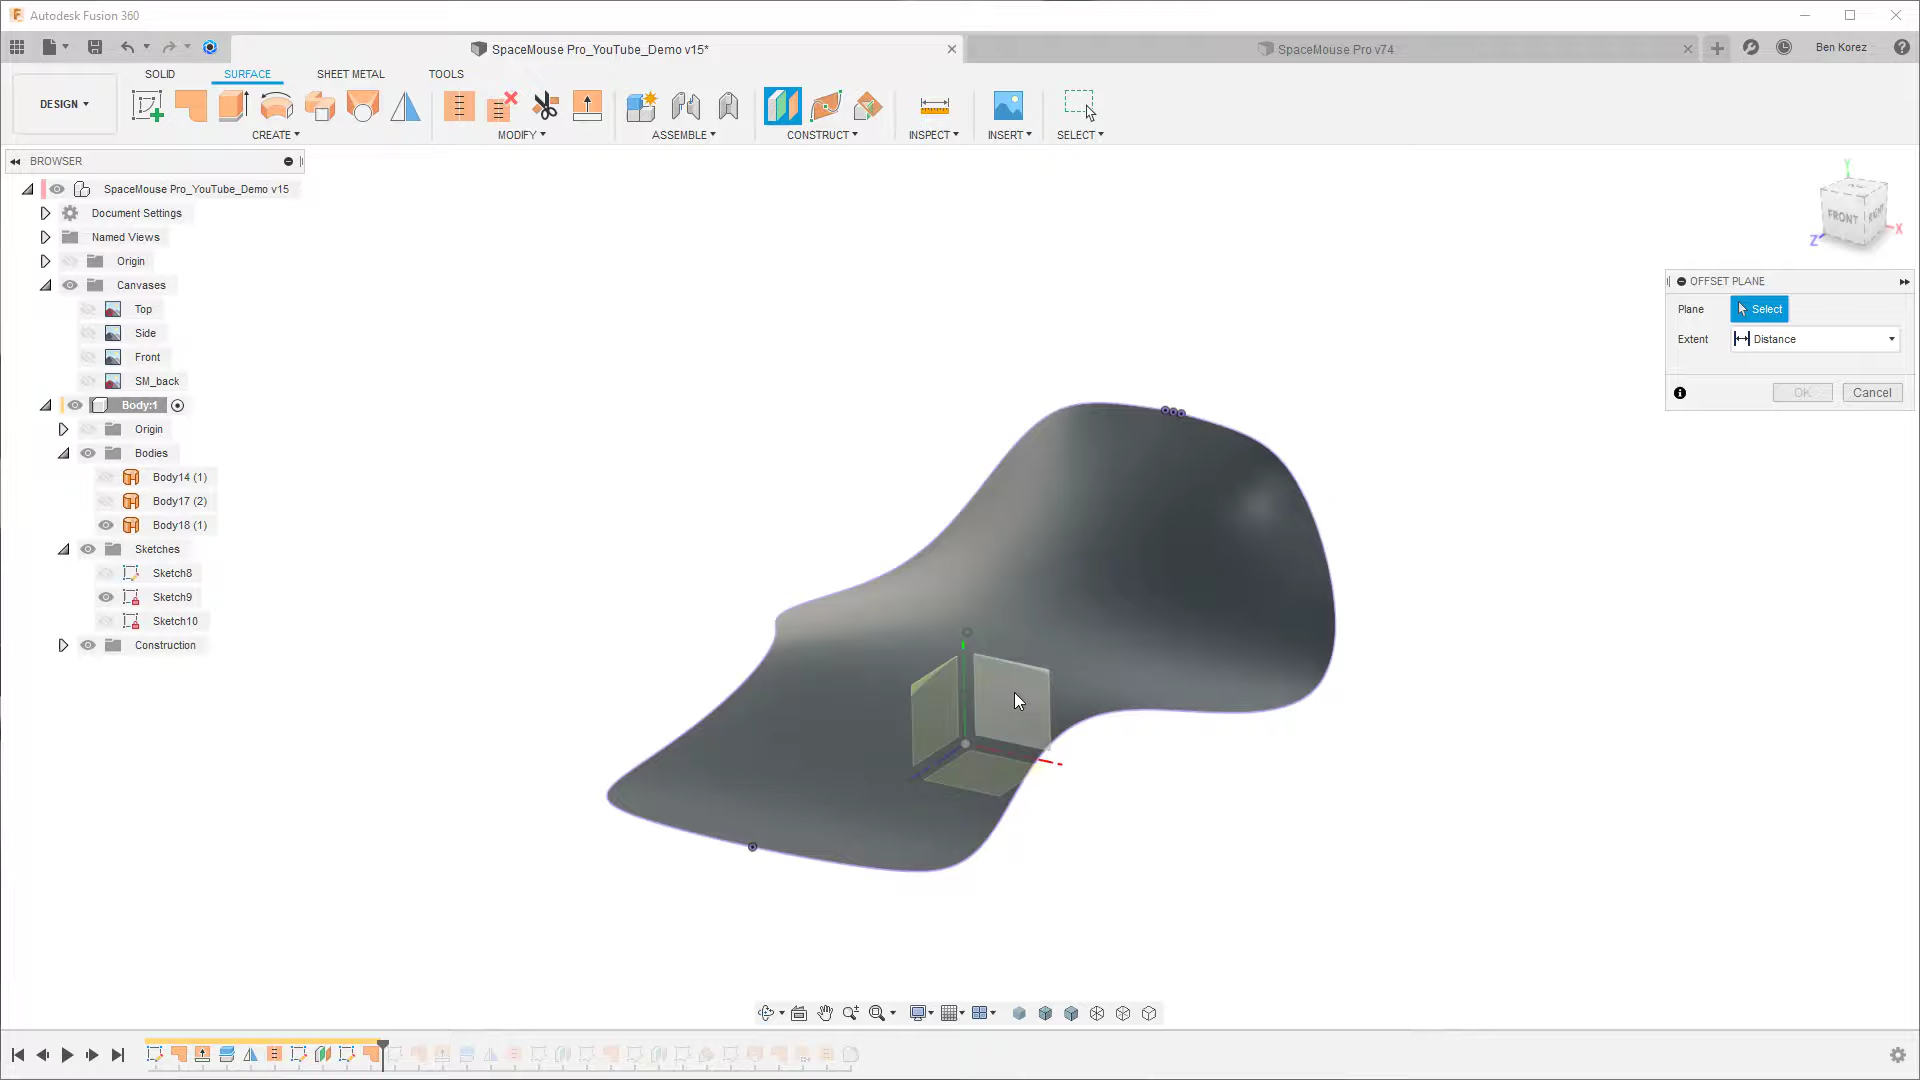 Autodesk Fusion 360
SpaceMouse Pro_YouTube_Demo v15*
SpaceMouse Pro v74
Ben Korez
SOLID
SURFACE
SHEET METAL
TOOLS
DESIGN
CREATE
MODIFY
ASSEMBLE
CONSTRUCT
INSPECT
INSERT
SELECT
BROWSER
SpaceMouse Pro_YouTube_Demo v15
Document Settings
Named Views
Origin
Canvases
Top
Side
Front
SM_back
Body:1
Origin
Bodies
Body14 (1)
Body17 (2)
Body18 (1)
Sketches
Sketch8
Sketch9
Sketch10
Construction
Y
FRONT
RIGHT
X
Z
OFFSET PLANE
Plane
Select
Extent
Distance
OK
Cancel